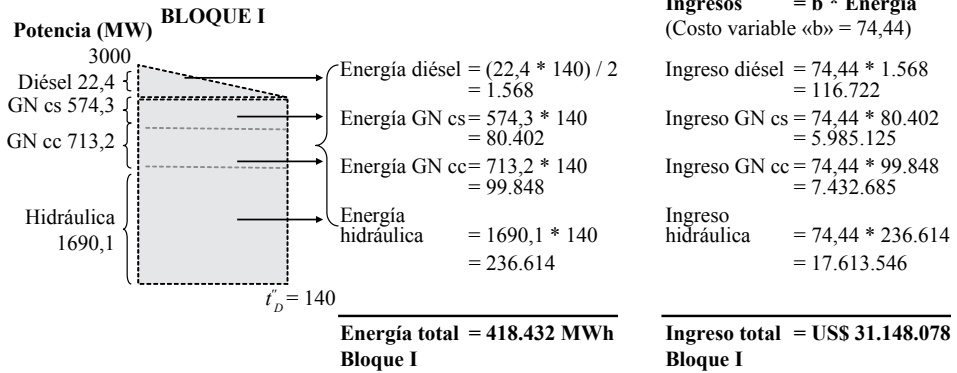 BLOQUE I
Potencia (MW)
3000
Diésel 22,4
GN cs 574,3
GN cc 713,2
Hidráulica
1690,1
t"D = 140
Energía diésel = (22,4 * 140) / 2
= 1.568
Energía GN cs = 574,3 * 140
= 80.402
Energía GN cc = 713,2 * 140
= 99.848
Energía
hidráulica = 1690,1 * 140
= 236.614
Energía total = 418.432 MWh
Bloque I
Ingresos = b * Energía
(Costo variable «b» = 74,44)
Ingreso diésel = 74,44 * 1.568
= 116.722
Ingreso GN cs = 74,44 * 80.402
= 5.985.125
Ingreso GN cc = 74,44 * 99.848
= 7.432.685
Ingreso
hidráulica = 74,44 * 236.614
= 17.613.546
Ingreso total = US$ 31.148.078
Bloque I